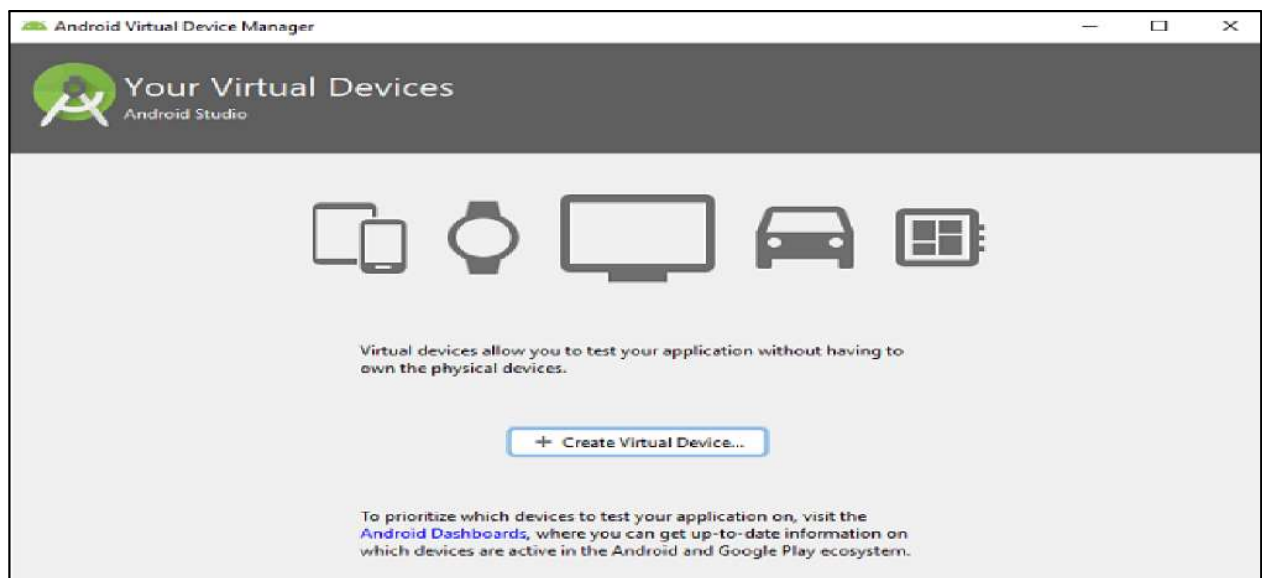 Android Virtual Device Manager
Your Virtual Devices
Android Studio
Virtual devices allow you to test your application without having to
own the physical devices.
+ Create Virtual Device...
To prioritize which devices to test your application on, visit the
Android Dashboards, where you can get up-to-date information on
which devices are active in the Android and Google Play ecosystem.